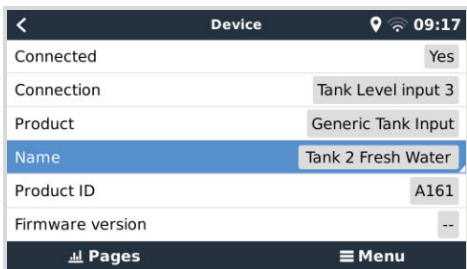 Device 09:17
Connected Yes
Connection Tank Level input 3
Product Generic Tank Input
Name Tank 2 Fresh Water
Product ID A161
Firmware version --
Pages Menu